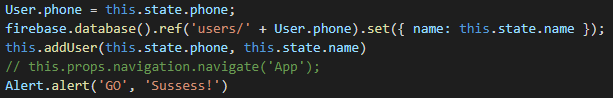 User.phone = this.state.phone;
firebase.database().ref('users/' + User.phone).set({ name: this.state.name });
this.addUser(this.state.phone, this.state.name)
// this.props.navigation.navigate('App');
Alert.alert('GO', 'Sussess!')